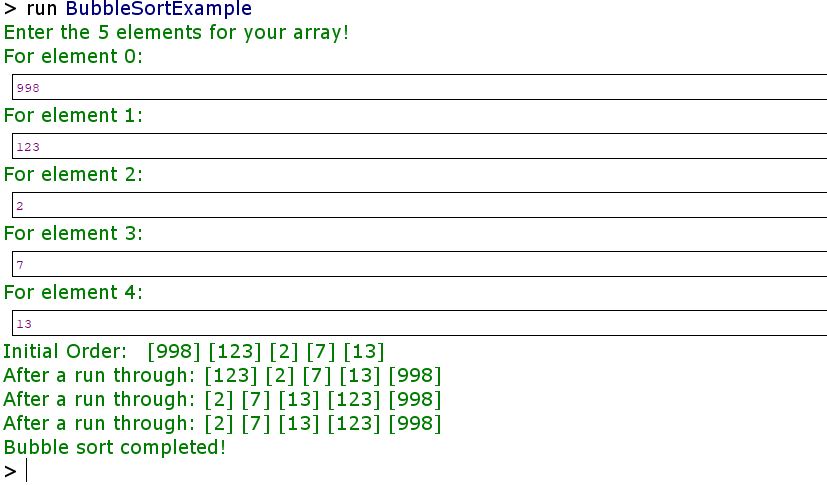 > run BubbleSortExample
Enter the 5 elements for your array!
For element 0:
998
For element 1:
123
For element 2:
2
For element 3:
7
For element 4:
13
Initial Order:   [998] [123] [2] [7] [13]
After a run through: [123] [2] [7] [13] [998]
After a run through: [2] [7] [13] [123] [998]
After a run through: [2] [7] [13] [123] [998]
Bubble sort completed!
>